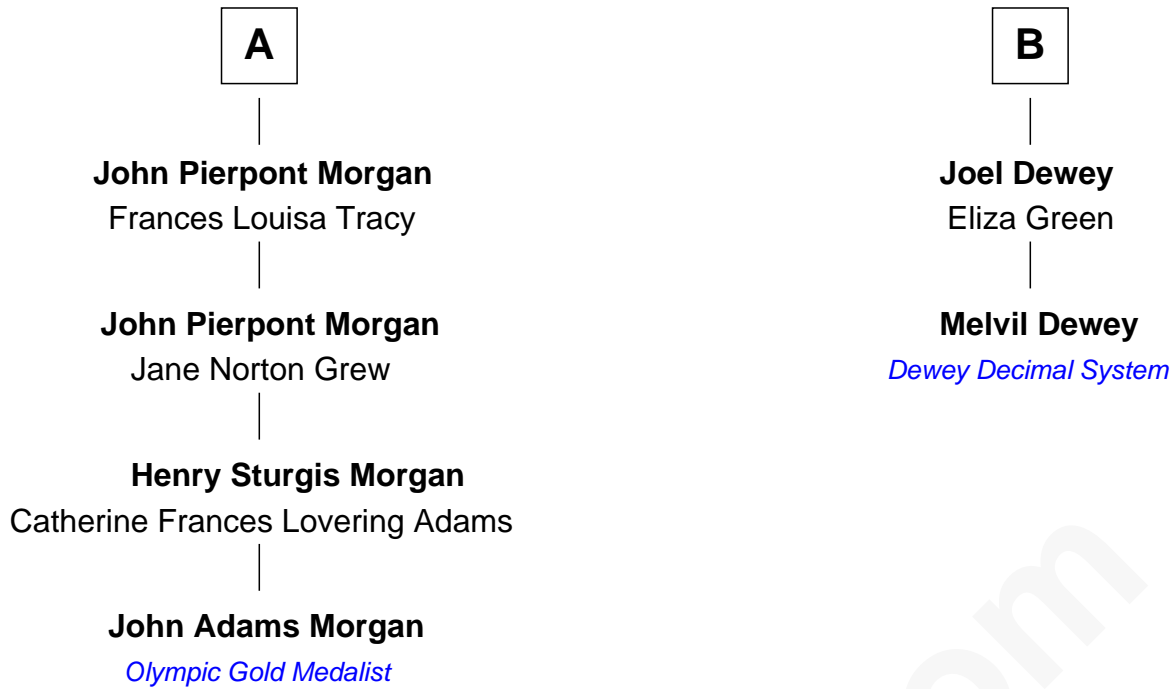 A
John Pierpont Morgan
Frances Louisa Tracy
John Pierpont Morgan
Jane Norton Grew
Henry Sturgis Morgan
Catherine Frances Lovering Adams
John Adams Morgan
Olympic Gold Medalist
B
Joel Dewey
Eliza Green
Melvil Dewey
Dewey Decimal System
om